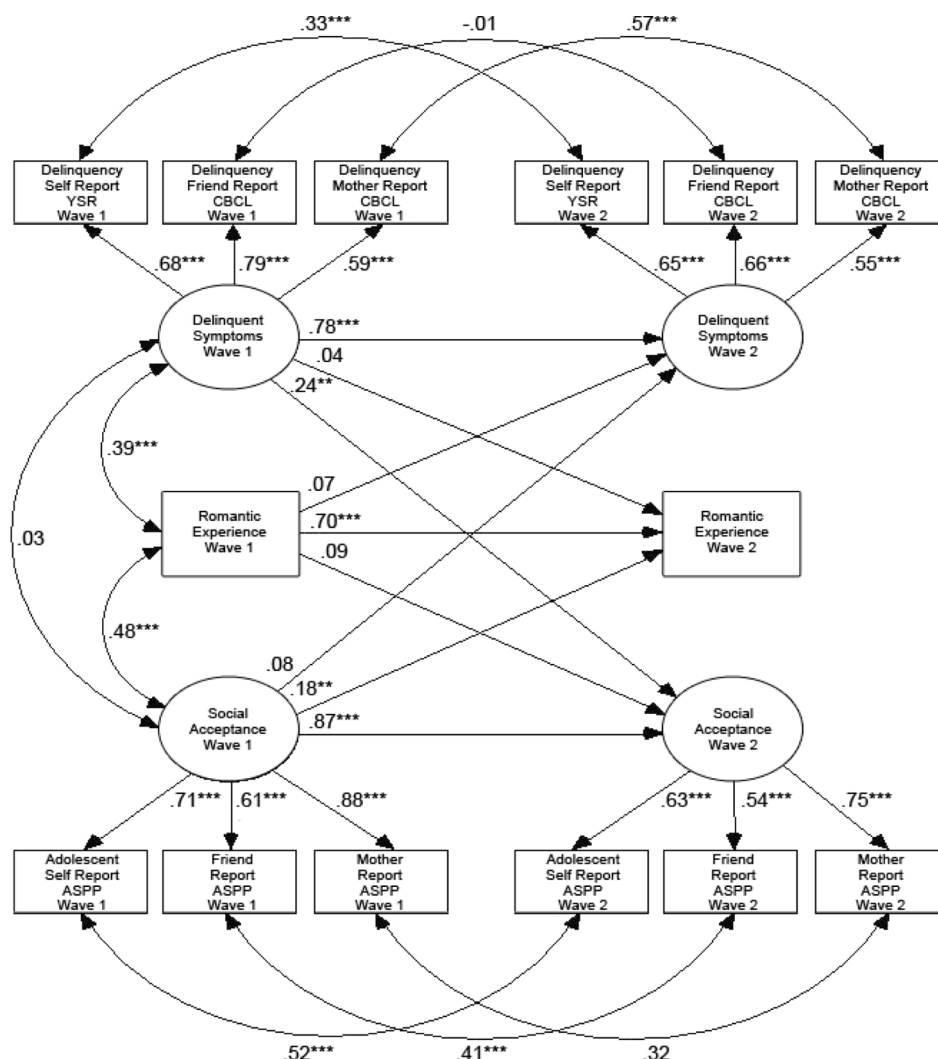 .33***
-.01
.57***
Delinquency
Self Report
YSR
Wave 1
Delinquency
Friend Report
CBCL
Wave 1
Delinquency
Mother Report
CBCL
Wave 1
Delinquency
Self Report
YSR
Wave 2
Delinquency
Friend Report
CBCL
Wave 2
Delinquency
Mother Report
CBCL
Wave 2
.68***
.79***
.59***
.65***
.66***
.55***
Delinquent
Symptoms
Wave 1
Delinquent
Symptoms
Wave 2
.78***
.04
.24**
.39***
.03
.07
Romantic
Experience
Wave 1
.70***
Romantic
Experience
Wave 2
.09
.48***
.08
.18**
.87***
Social
Acceptance
Wave 1
Social
Acceptance
Wave 2
.71***
.61***
.88***
.63***
.54***
.75***
Adolescent
Self Report
ASPP
Wave 1
Friend
Report
ASPP
Wave 1
Mother
Report
ASPP
Wave 1
Adolescent
Self Report
ASPP
Wave 2
Friend
Report
ASPP
Wave 2
Mother
Report
ASPP
Wave 2
.52***
.41***
.32